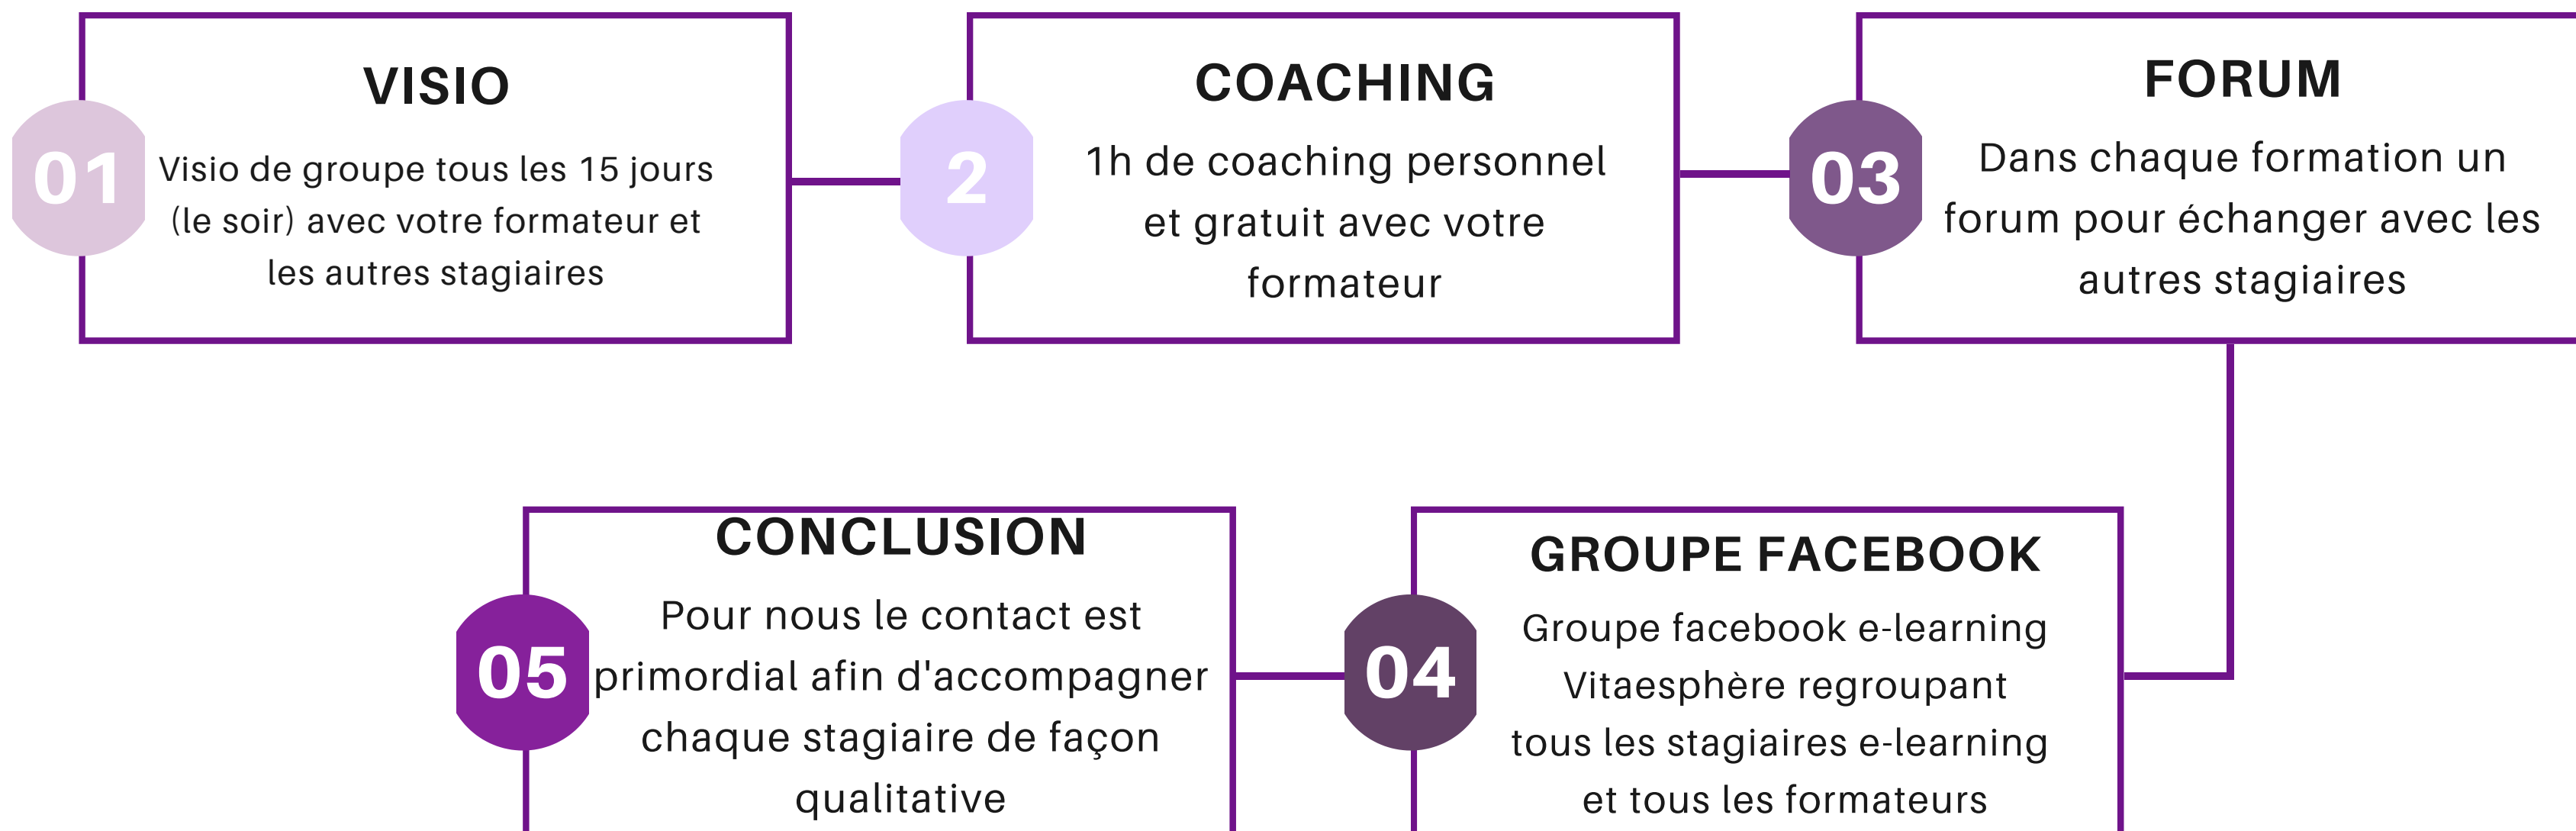 01
VISIO
Visio de groupe tous les 15 jours
(le soir) avec votre formateur et
les autres stagiaires
2
COACHING
1h de coaching personnel
et gratuit avec votre
formateur
03
FORUM
Dans chaque formation un
forum pour échanger avec les
autres stagiaires
04
GROUPE FACEBOOK
Groupe facebook e-learning
Vitaesphère regroupant
tous les stagiaires e-learning
et tous les formateurs
05
CONCLUSION
Pour nous le contact est
primordial afin d'accompagner
chaque stagiaire de façon
qualitative